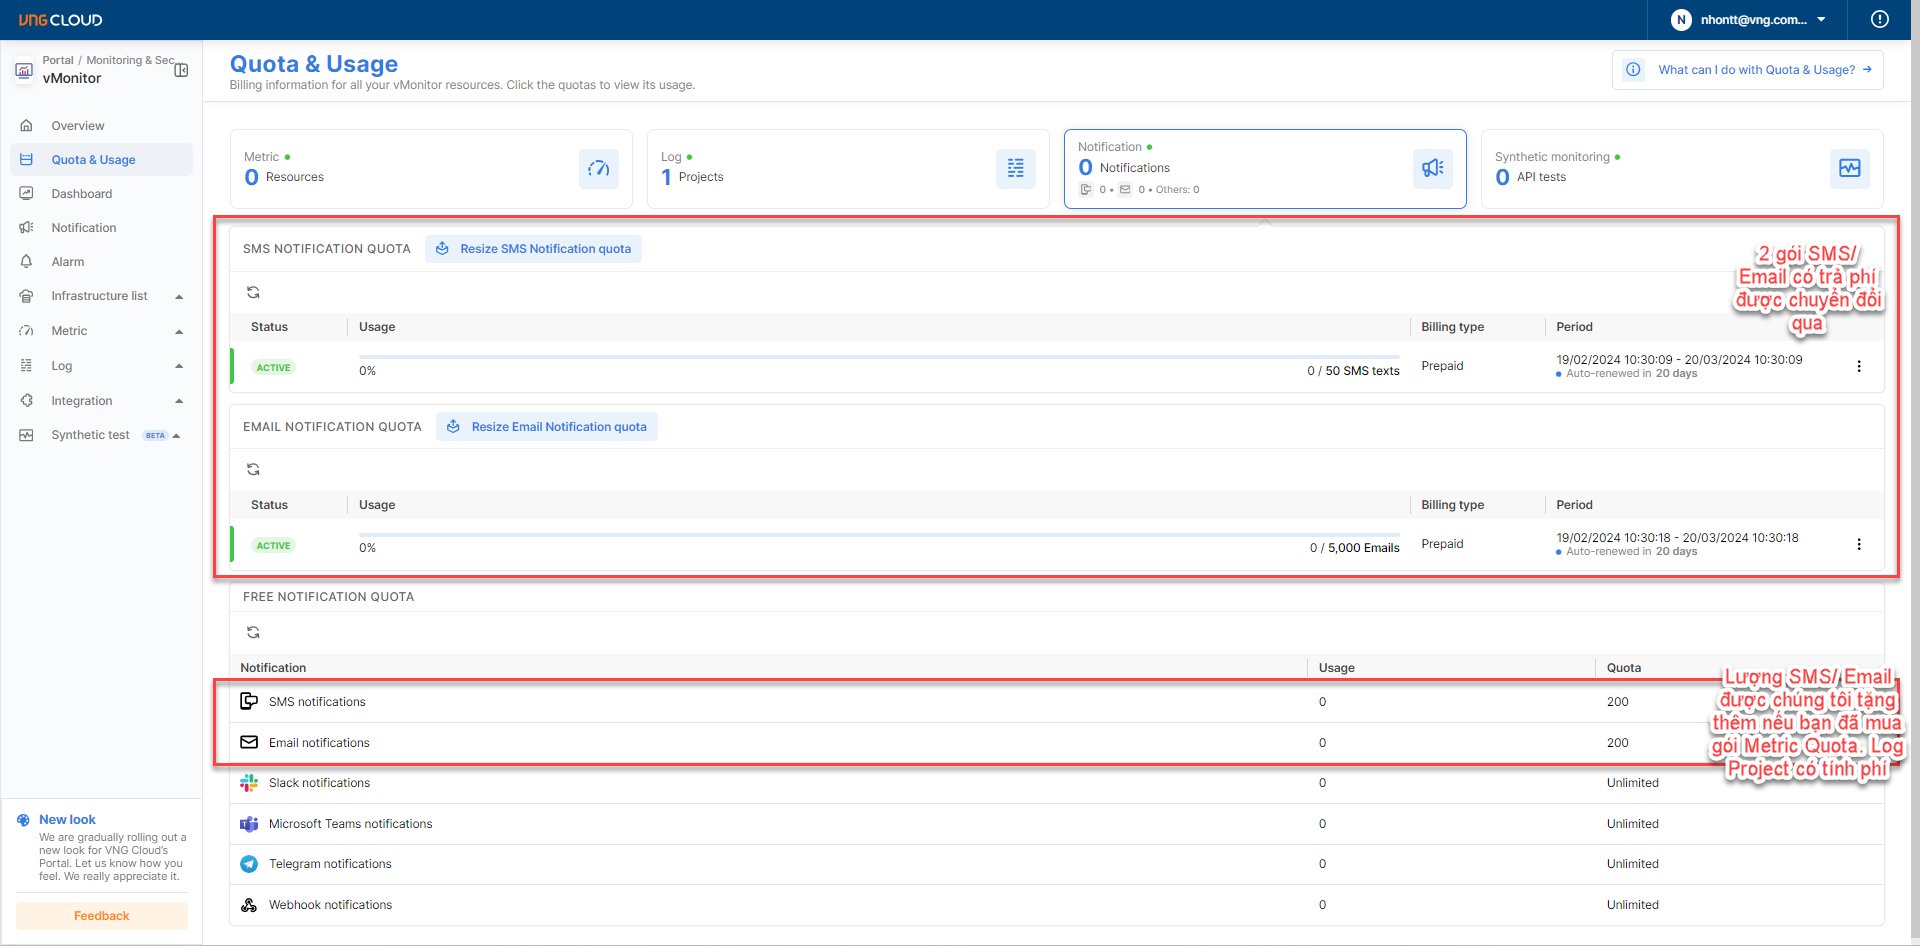 VNG CLOUD
N nhontt@vng.com...
Portal / Monitoring & Sec
vMonitor
Overview
Quota & Usage
Dashboard
Notification
Alarm
Infrastructure list
Metric
Log
Integration
Synthetic test BETA
New look
We are gradually rolling out a
new look for VNG Cloud's
Portal. Let us know how you
feel. We really appreciate it.
Feedback
Quota & Usage
Billing information for all your vMonitor resources. Click the quotas to view its usage.
What can I do with Quota & Usage?
Metric
0 Resources
Log
1 Projects
Notification
0 Notifications
0 • 0 • Others: 0
Synthetic monitoring
0 API tests
SMS NOTIFICATION QUOTA Resize SMS Notification quota
2 gói SMS/
Email có trả phí
được chuyển đổi
qua
Status Usage Billing type Period
ACTIVE 0% 0 / 50 SMS texts Prepaid 19/02/2024 10:30:09 - 20/03/2024 10:30:09
Auto-renewed in 20 days
EMAIL NOTIFICATION QUOTA Resize Email Notification quota
Status Usage Billing type Period
ACTIVE 0% 0 / 5,000 Emails Prepaid 19/02/2024 10:30:18 - 20/03/2024 10:30:18
Auto-renewed in 20 days
FREE NOTIFICATION QUOTA
Notification Usage Quota
SMS notifications 0 200
Email notifications 0 200
Lượng SMS/ Email
được chúng tôi tặng
thêm nếu bạn đã mua
gói Metric Quota. Log
Project có tính phí
Slack notifications 0 Unlimited
Microsoft Teams notifications 0 Unlimited
Telegram notifications 0 Unlimited
Webhook notifications 0 Unlimited